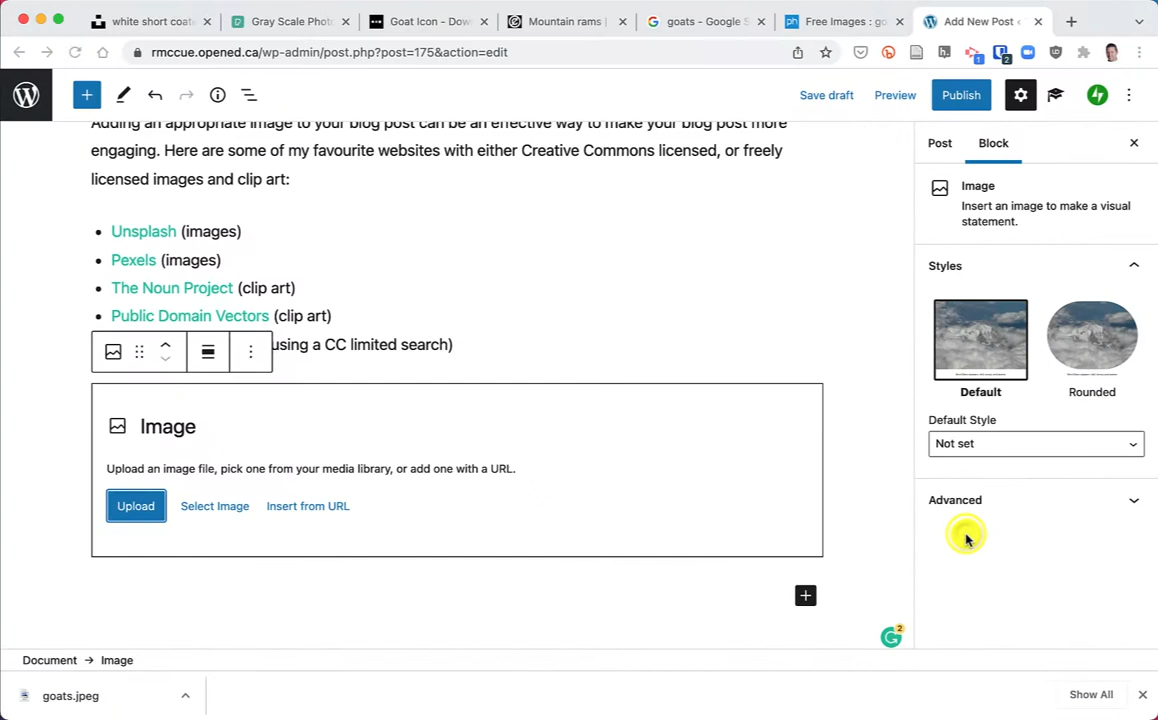 white short coate
Gray Scale Photo
Goat Icon - Dow
Mountain rams |
goats - Google S
Free Images : go
Add New Post ‹
rmccue.opened.ca/wp-admin/post.php?post=175&action=edit
1
2
Save draft
Preview
Publish
Adding an appropriate image to your blog post can be an effective way to make your blog post more
engaging. Here are some of my favourite websites with either Creative Commons licensed, or freely
licensed images and clip art:
• Unsplash (images)
• Pexels (images)
• The Noun Project (clip art)
• Public Domain Vectors (clip art)
using a CC limited search)
Image
Upload an image file, pick one from your media library, or add one with a URL.
Upload
Select Image
Insert from URL
Post
Block
Image
Insert an image to make a visual
statement.
Styles
Default
Rounded
Default Style
Not set
Advanced
2
Document → Image
goats.jpeg
Show All